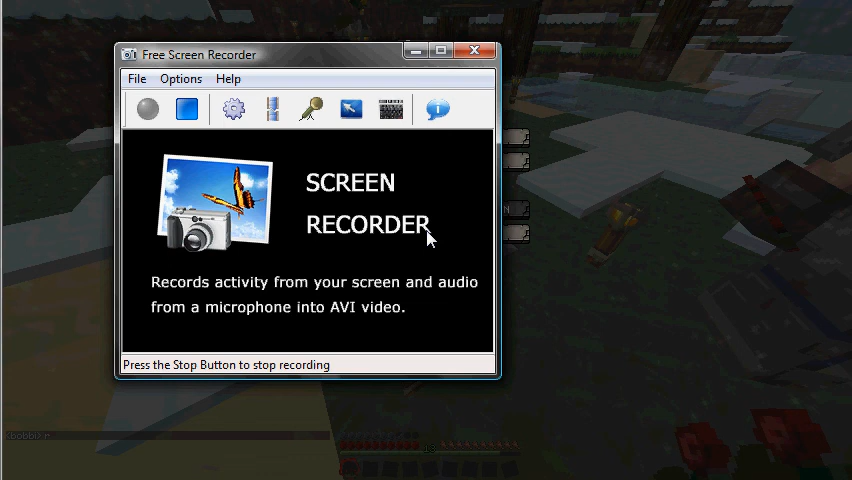 Free Screen Recorder
File Options Help
SCREEN
RECORDER
Records activity from your screen and audio
from a microphone into AVI video.
Press the Stop Button to stop recording